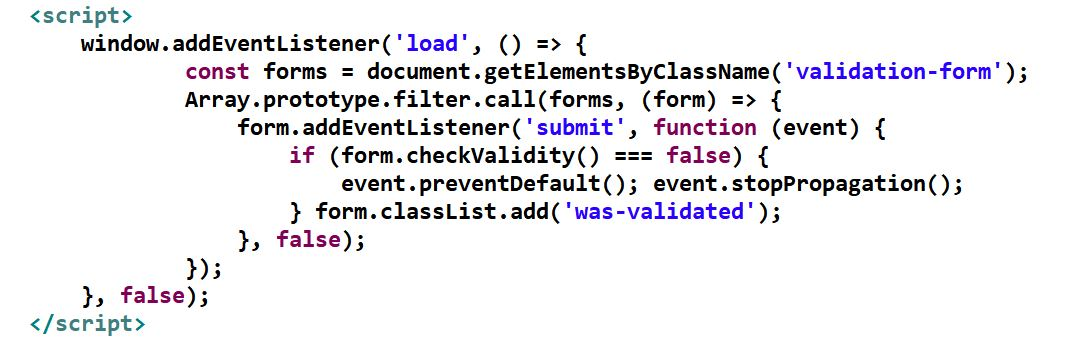 <script>
    window.addEventListener('load', () => {
            const forms = document.getElementsByClassName('validation-form');
            Array.prototype.filter.call(forms, (form) => {
                form.addEventListener('submit', function (event) {
                    if (form.checkValidity() === false) {
                        event.preventDefault(); event.stopPropagation();
                    } form.classList.add('was-validated');
                }, false);
            });
    }, false);
</script>